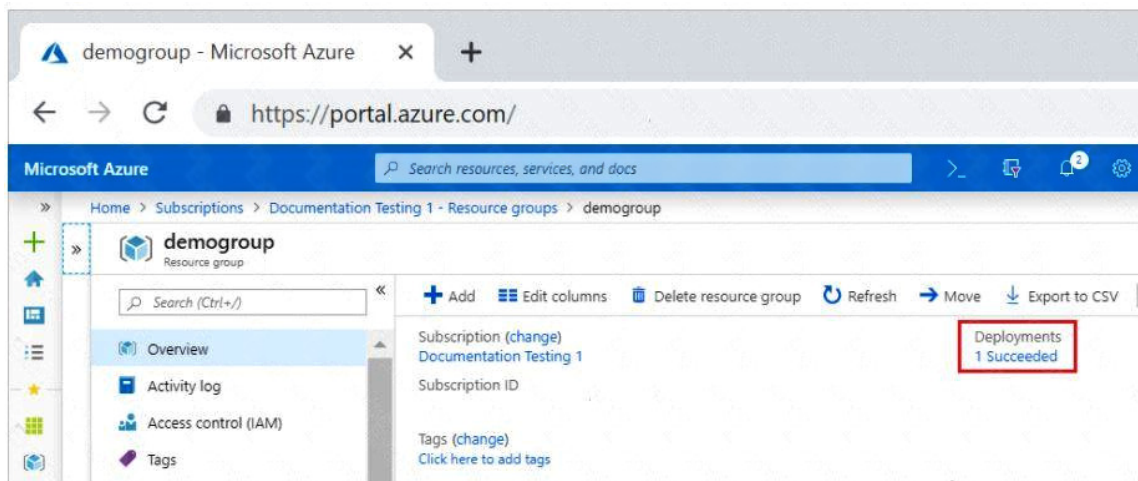 demogroup - Microsoft Azure
https://portal.azure.com/
Microsoft Azure
Search resources, services, and docs
2
Home > Subscriptions > Documentation Testing 1 - Resource groups > demogroup
demogroup
Resource group
Search (Ctrl+/)
Add Edit columns Delete resource group Refresh Move Export to CSV
Overview
Activity log
Access control (IAM)
Tags
Subscription (change)
Documentation Testing 1
Subscription ID
Tags (change)
Click here to add tags
Deployments
1 Succeeded